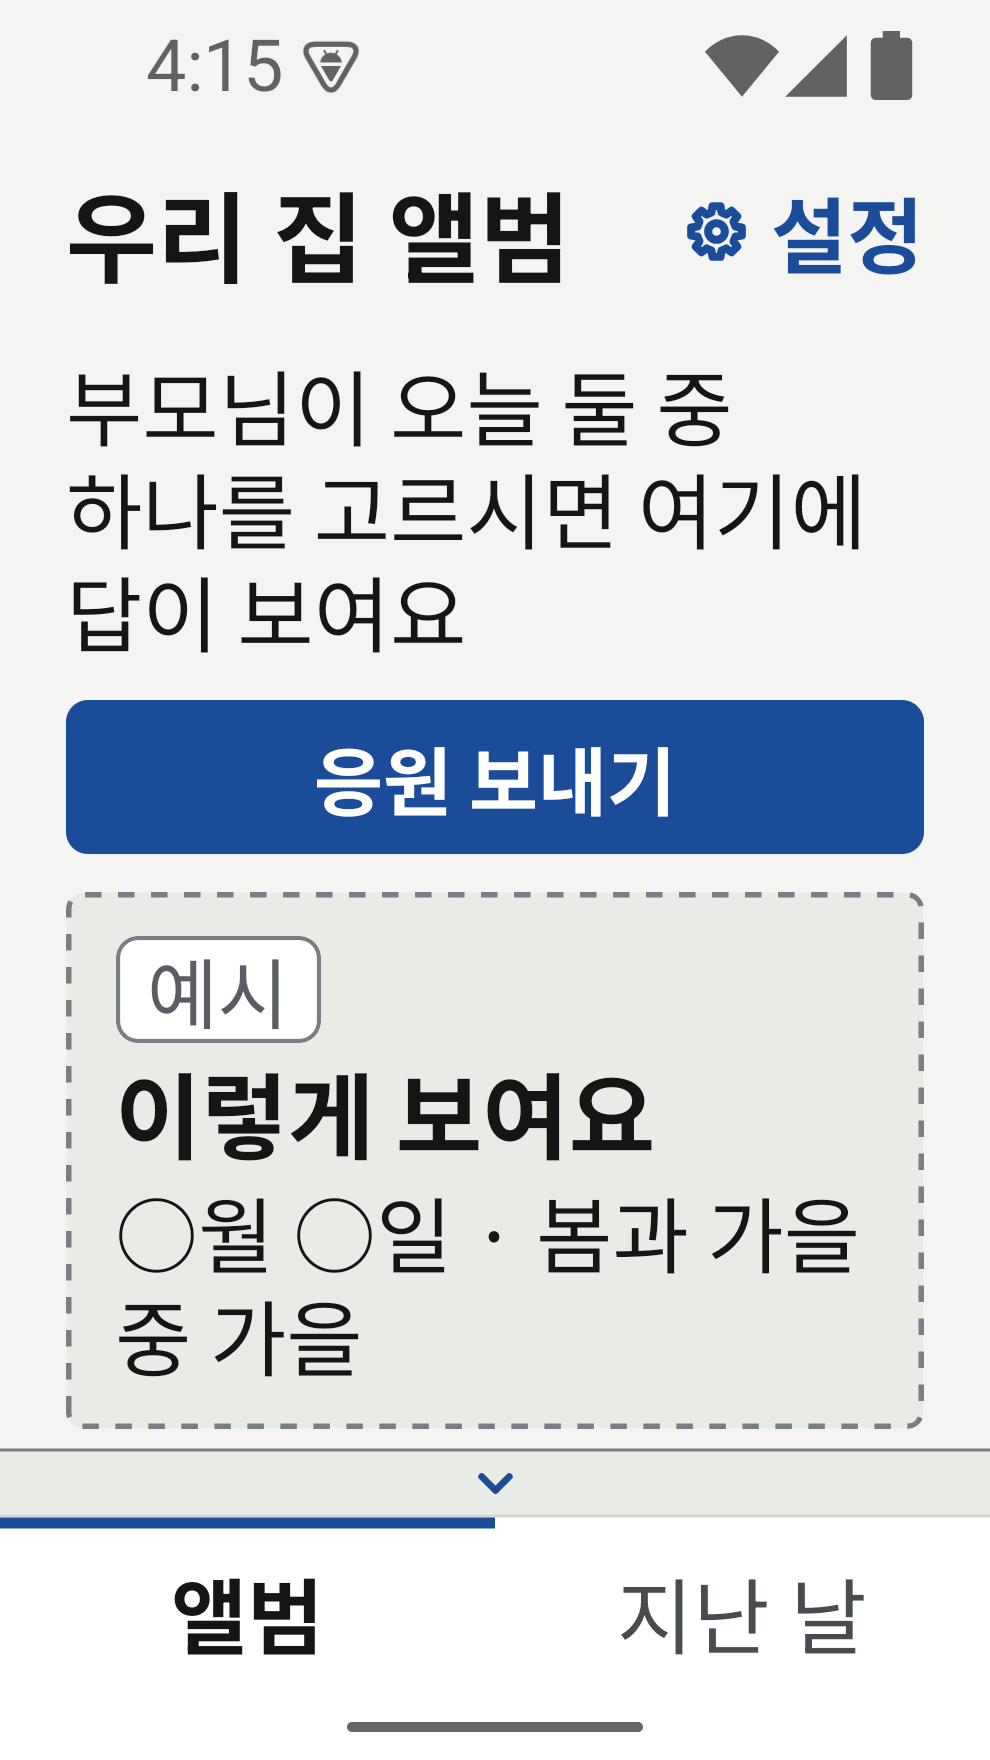 4:15
우리 집 앨범
설정
부모님이 오늘 둘 중
하나를 고르시면 여기에
답이 보여요
응원 보내기
예시
이렇게 보여요
◯월 ◯일 · 봄과 가을
중 가을
앨범
지난 날